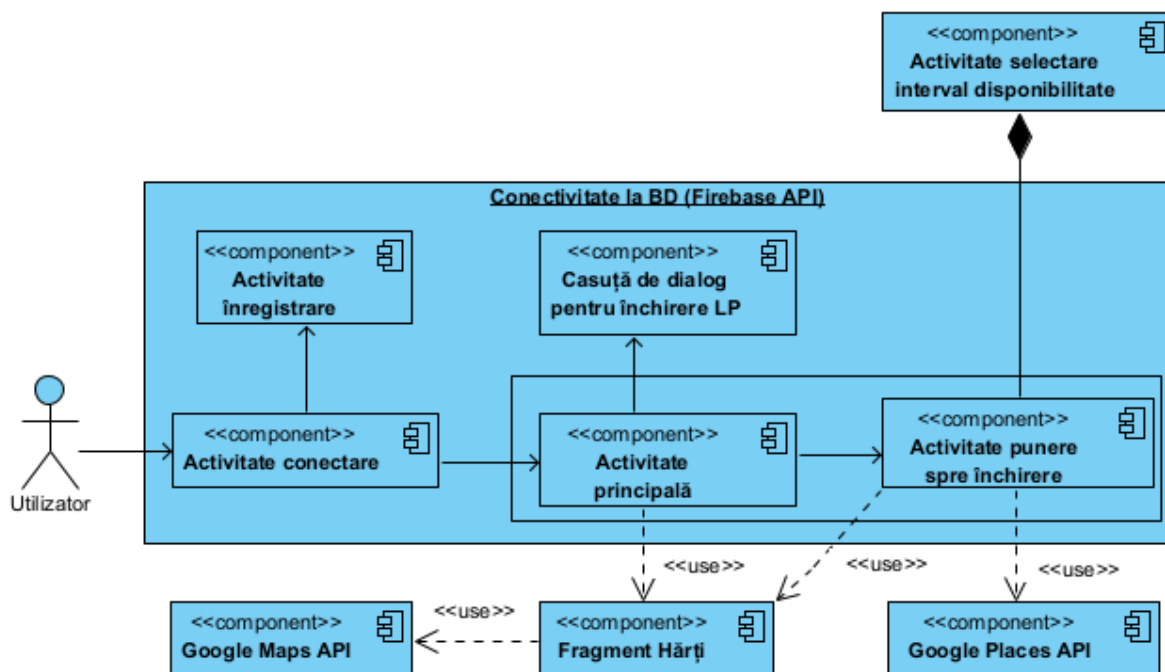 <<component>>
Activitate selectare
interval disponibilitate
Conectivitate la BD (Firebase API)
<<component>>
Activitate
înregistrare
<<component>>
Casuță de dialog
pentru închirere LP
Utilizator
<<component>>
Activitate conectare
<<component>>
Activitate
principală
<<component>>
Activitate punere
spre închirere
<<use>>
<<use>>
<<use>>
<<component>>
Google Maps API
<<use>>
<<component>>
Fragment Hărți
<<component>>
Google Places API